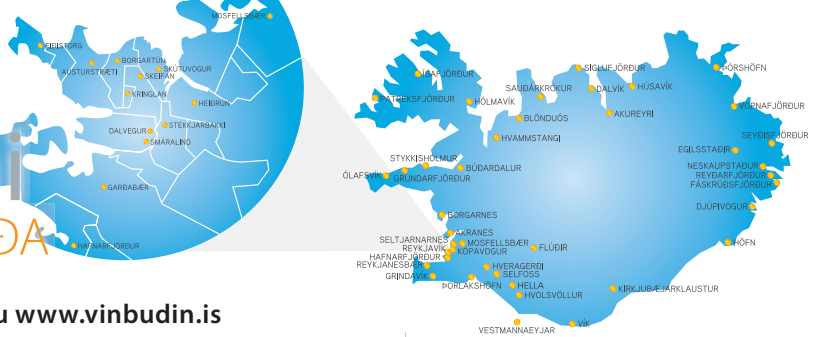 MOSFELLSBÆR
EIÐISTORG
BORGARTÚN
AUSTURSTRÆTI
SKÚTUVOGUR
SKEIFAN
KRINGLAN
HEIÐRÚN
STEKKJARBAKKI
DALVEGUR
SMÁRALIND
GARÐABÆR
HAFNARFJÖRÐUR
ÐA
www.vinbudin.is
ÍSAFJÖRÐUR
PATREKSFJÖRÐUR
HÓLMAVÍK
SAUÐÁRKRÓKUR
SIGLUFJÖRÐUR
DALVÍK
HÚSAVÍK
ÞÓRSHÖFN
AKUREYRI
VOPNAFJÖRÐUR
BLÖNDUÓS
HVAMMSTANGI
SEYÐISFJÖRÐUR
EGILSSTAÐIR
NESKAUPSTAÐUR
REYÐARFJÖRÐUR
FÁSKRÚÐSFJÖRÐUR
STYKKISHÓLMUR
BÚÐARDALUR
ÓLAFSVÍK
GRUNDARFJÖRÐUR
DJÚPIVOGUR
BORGARNES
HÖFN
AKRANES
SELTJARNARNES
MOSFELLSBÆR
REYKJAVÍK
KÓPAVOGUR
FLÚÐIR
HAFNARFJÖRÐUR
REYKJANESBÆR
HVERAGERÐI
GRINDAVÍK
SELFOSS
ÞORLÁKSHÖFN
HELLA
HVOLSVÖLLUR
KIRKJUBÆJARKLAUSTUR
VESTMANNAEYJAR
VÍK